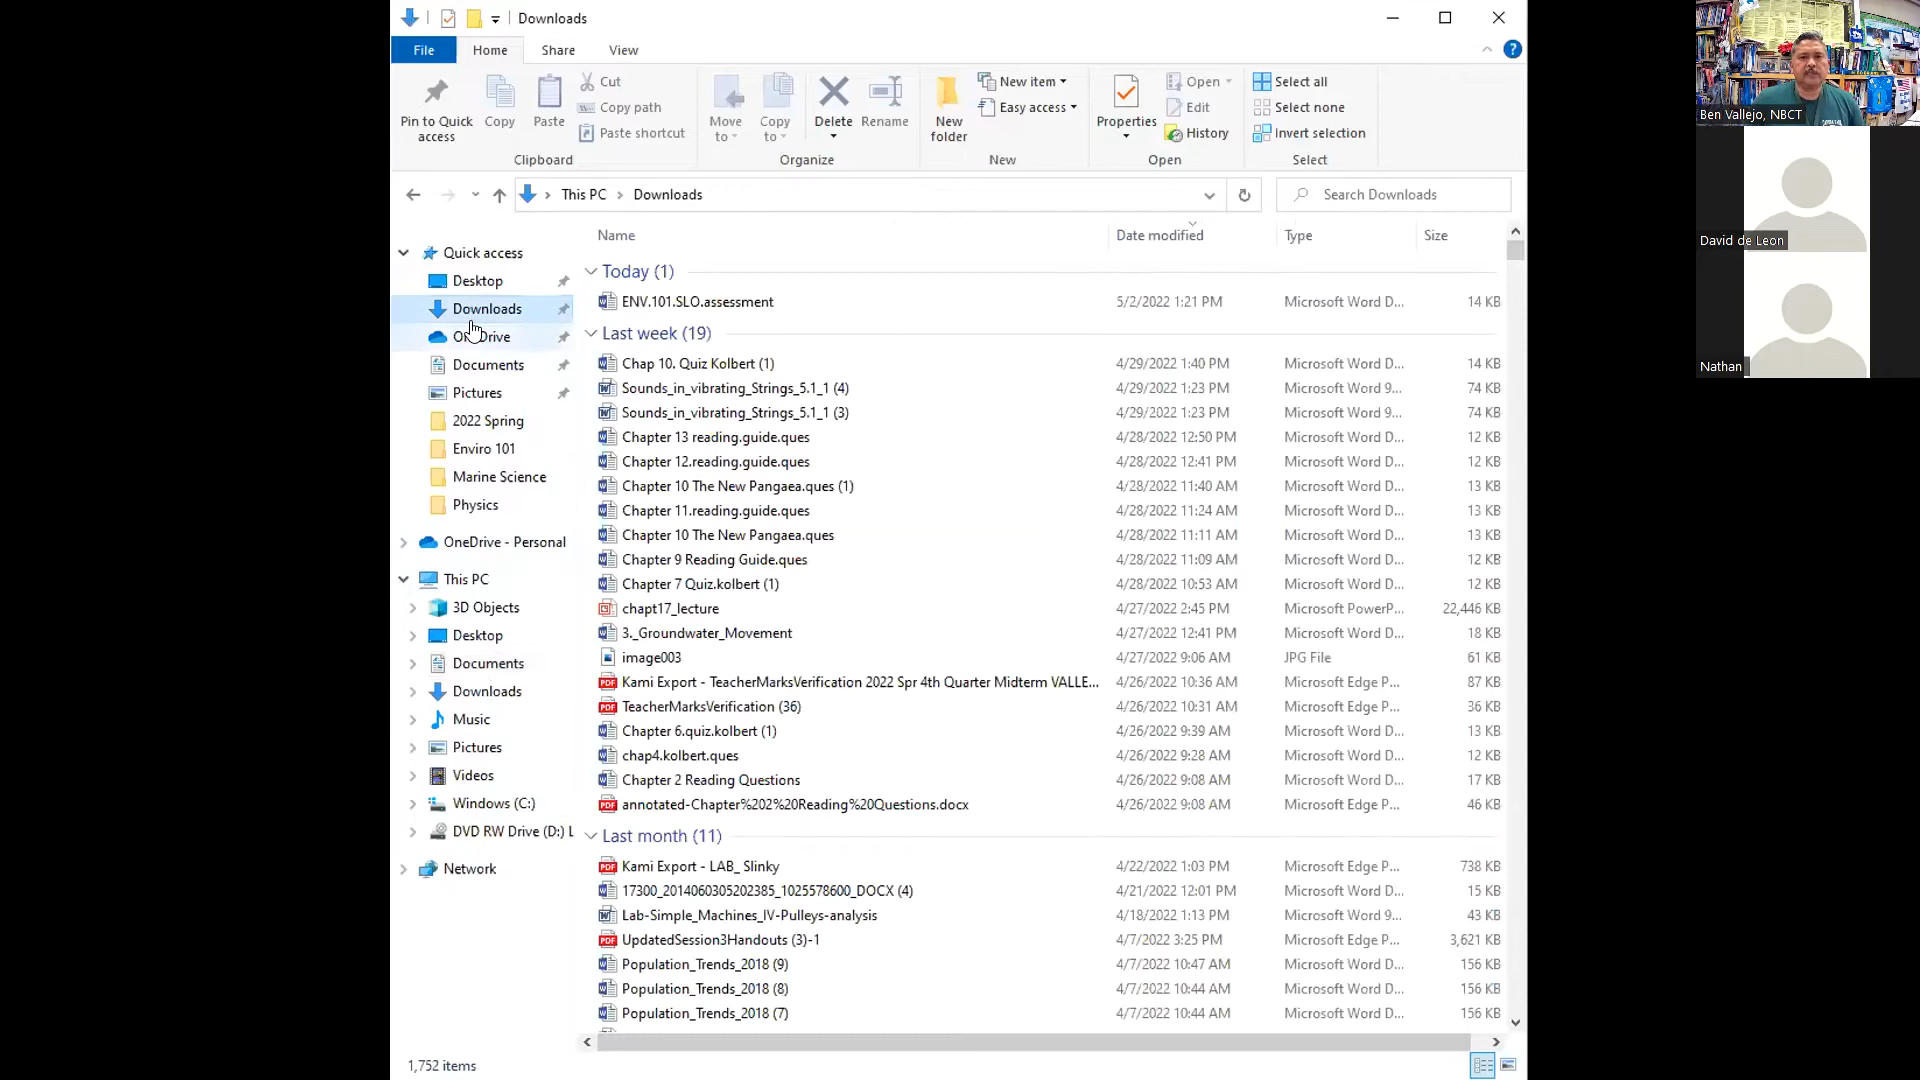 Downloads
File Home Share View
Pin to Quick access
Copy
Paste
Cut
Copy path
Paste shortcut
Clipboard
Move to
Copy to
Delete
Rename
Organize
New folder
New item
Easy access
New
Properties
Open
Edit
History
Open
Select all
Select none
Invert selection
Select
This PC Downloads
Search Downloads
Quick access
Desktop
Downloads
OneDrive
Documents
Pictures
2022 Spring
Enviro 101
Marine Science
Physics
OneDrive - Personal
This PC
3D Objects
Desktop
Documents
Downloads
Music
Pictures
Videos
Windows (C:)
DVD RW Drive (D:) L
Network
Name Date modified Type Size
Today (1)
ENV.101.SLO.assessment 5/2/2022 1:21 PM Microsoft Word D... 14 KB
Last week (19)
Chap 10. Quiz Kolbert (1) 4/29/2022 1:40 PM Microsoft Word D... 14 KB
Sounds_in_vibrating_Strings_5.1_1 (4) 4/29/2022 1:23 PM Microsoft Word 9... 74 KB
Sounds_in_vibrating_Strings_5.1_1 (3) 4/29/2022 1:23 PM Microsoft Word 9... 74 KB
Chapter 13 reading.guide.ques 4/28/2022 12:50 PM Microsoft Word D... 12 KB
Chapter 12.reading.guide.ques 4/28/2022 12:41 PM Microsoft Word D... 12 KB
Chapter 10 The New Pangaea.ques (1) 4/28/2022 11:40 AM Microsoft Word D... 13 KB
Chapter 11.reading.guide.ques 4/28/2022 11:24 AM Microsoft Word D... 13 KB
Chapter 10 The New Pangaea.ques 4/28/2022 11:11 AM Microsoft Word D... 13 KB
Chapter 9 Reading Guide.ques 4/28/2022 11:09 AM Microsoft Word D... 12 KB
Chapter 7 Quiz.kolbert (1) 4/28/2022 10:53 AM Microsoft Word D... 12 KB
chapt17_lecture 4/27/2022 2:45 PM Microsoft PowerP... 22,446 KB
3._Groundwater_Movement 4/27/2022 12:41 PM Microsoft Word D... 18 KB
image003 4/27/2022 9:06 AM JPG File 61 KB
Kami Export - TeacherMarksVerification 2022 Spr 4th Quarter Midterm VALLE... 4/26/2022 10:36 AM Microsoft Edge P... 87 KB
TeacherMarksVerification (36) 4/26/2022 10:31 AM Microsoft Edge P... 36 KB
Chapter 6.quiz.kolbert (1) 4/26/2022 9:39 AM Microsoft Word D... 13 KB
chap4.kolbert.ques 4/26/2022 9:28 AM Microsoft Word D... 12 KB
Chapter 2 Reading Questions 4/26/2022 9:08 AM Microsoft Word D... 17 KB
annotated-Chapter%202%20Reading%20Questions.docx 4/26/2022 9:08 AM Microsoft Edge P... 46 KB
Last month (11)
Kami Export - LAB_ Slinky 4/22/2022 1:03 PM Microsoft Edge P... 738 KB
17300_2014060305202385_1025578600_DOCX (4) 4/21/2022 12:01 PM Microsoft Word D... 15 KB
Lab-Simple_Machines_IV-Pulleys-analysis 4/18/2022 1:13 PM Microsoft Word 9... 43 KB
UpdatedSession3Handouts (3)-1 4/7/2022 3:25 PM Microsoft Edge P... 3,621 KB
Population_Trends_2018 (9) 4/7/2022 10:47 AM Microsoft Word D... 156 KB
Population_Trends_2018 (8) 4/7/2022 10:44 AM Microsoft Word D... 156 KB
Population_Trends_2018 (7) 4/7/2022 10:44 AM Microsoft Word D... 156 KB
1,752 items
Ben Vallejo, NBCT
David de Leon
Nathan